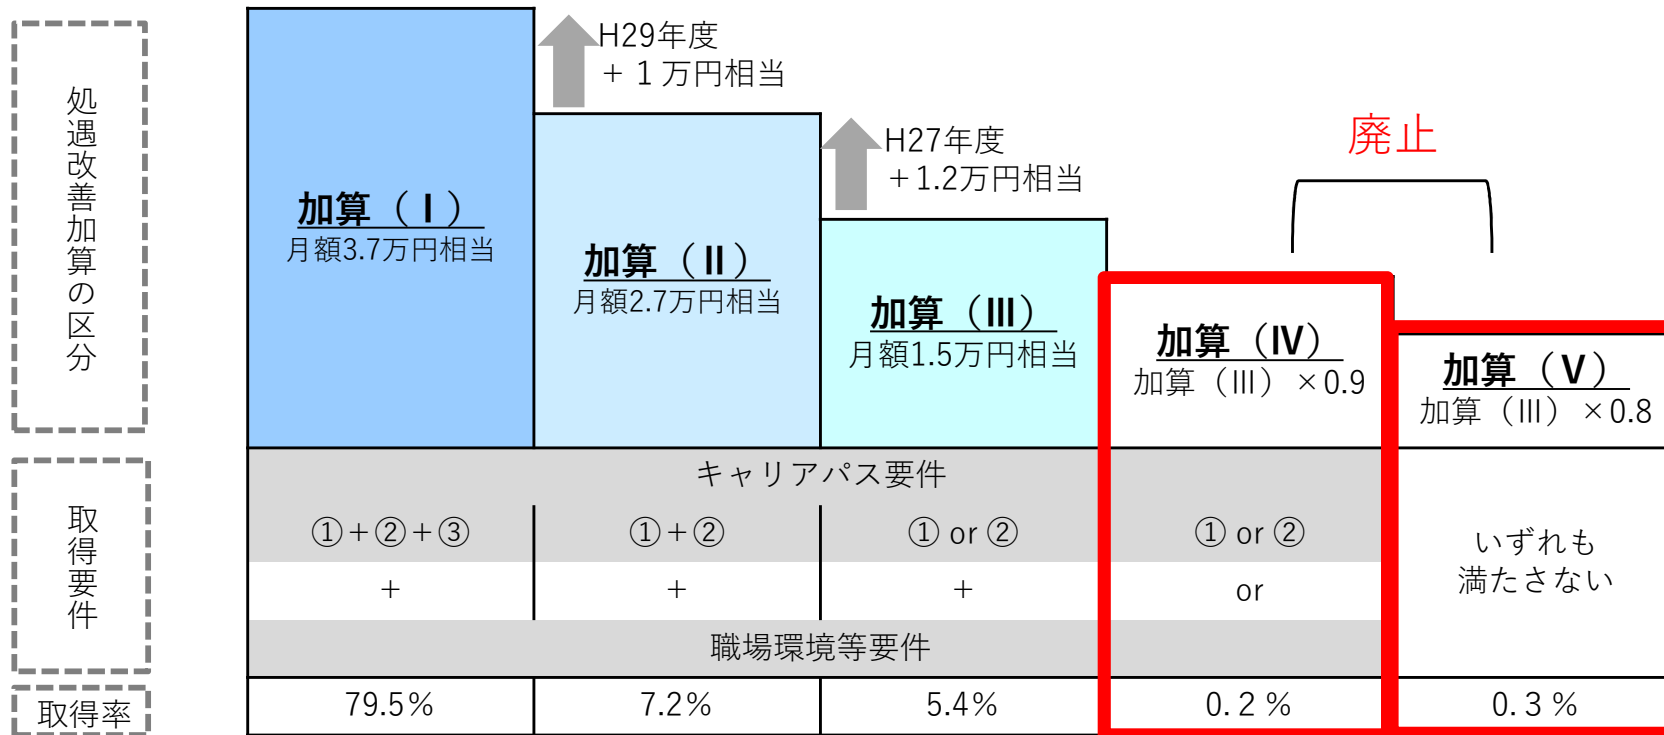 処遇改善加算の区分
H29年度
+１万円相当
H27年度
+1.2万円相当
廃止
加算（Ⅰ）
月額3.7万円相当
加算（Ⅱ）
月額2.7万円相当
加算（Ⅲ）
月額1.5万円相当
加算（Ⅳ）
加算（Ⅲ）×0.9
加算（Ⅴ）
加算（Ⅲ）×0.8
取得要件
キャリアパス要件
①+②+③
①+②
① or ②
① or ②
いずれも
満たさない
+
+
+
or
職場環境等要件
取得率
79.5%
7.2%
5.4%
0.２%
0.３%